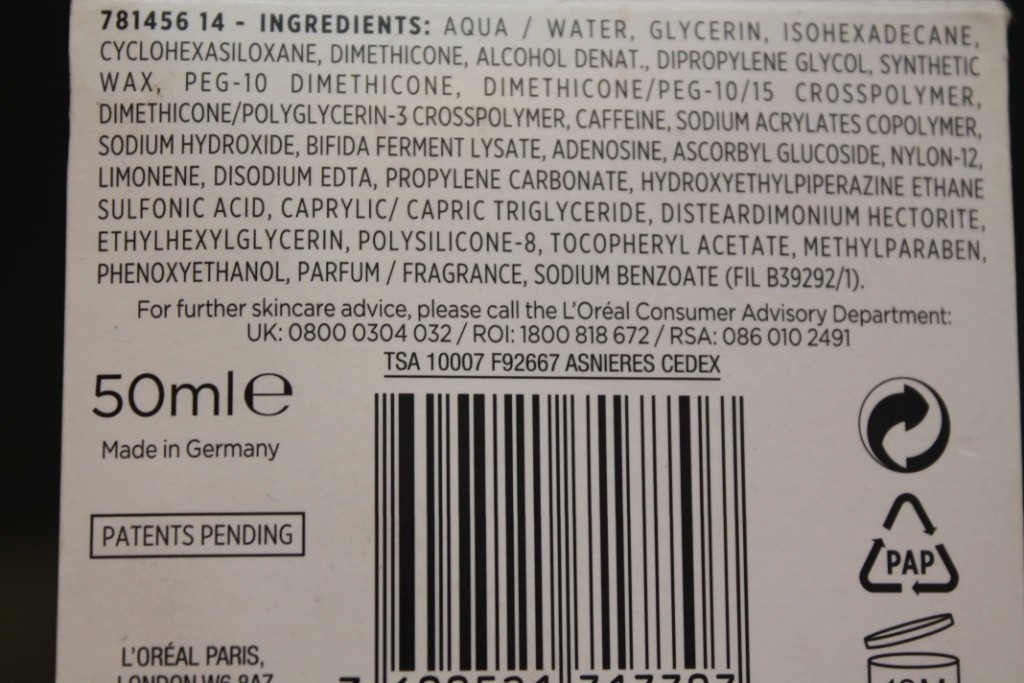 781456 14 - INGREDIENTS: AQUA / WATER, GLYCERIN, ISOHEXADECANE,
CYCLOHEXASILOXANE, DIMETHICONE, ALCOHOL DENAT., DIPROPYLENE GLYCOL, SYNTHETIC
WAX, PEG-10 DIMETHICONE, DIMETHICONE/PEG-10/15 CROSSPOLYMER,
DIMETHICONE/POLYGLYCERIN-3 CROSSPOLYMER, CAFFEINE, SODIUM ACRYLATES COPOLYMER,
SODIUM HYDROXIDE, BIFIDA FERMENT LYSATE, ADENOSINE, ASCORBYL GLUCOSIDE, NYLON-12,
LIMONENE, DISODIUM EDTA, PROPYLENE CARBONATE, HYDROXYETHYLPIPERAZINE ETHANE
SULFONIC ACID, CAPRYLIC/ CAPRIC TRIGLYCERIDE, DISTEARDIMONIUM HECTORITE,
ETHYLHEXYLGLYCERIN, POLYSILICONE-8, TOCOPHERYL ACETATE, METHYLPARABEN,
PHENOXYETHANOL, PARFUM / FRAGRANCE, SODIUM BENZOATE (FIL B39292/1).
For further skincare advice, please call the L'Oréal Consumer Advisory Department:
UK: 0800 0304 032 / ROI: 1800 818 672 / RSA: 086 010 2491
TSA 10007 F92667 ASNIERES CEDEX
50ml℮
Made in Germany
PATENTS PENDING
PAP
L'ORÉAL PARIS,
LONDON W6 8AZ